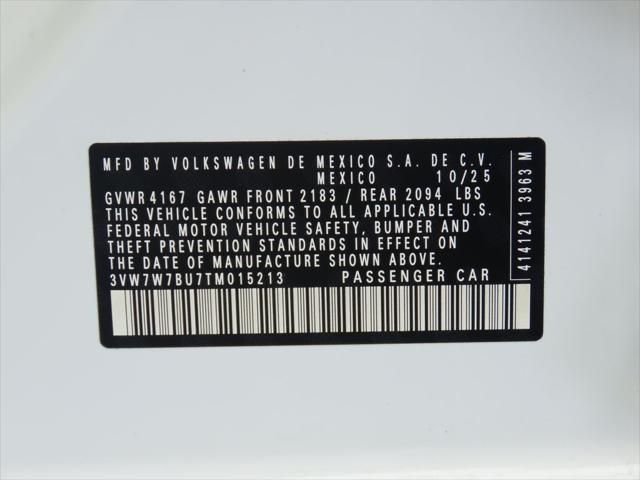 MFD BY VOLKSWAGEN DE MEXICO S.A. DE C.V.
MEXICO 10/25
GVWR 4167 GAWR FRONT 2183 / REAR 2094 LBS
THIS VEHICLE CONFORMS TO ALL APPLICABLE U.S.
FEDERAL MOTOR VEHICLE SAFETY, BUMPER AND
THEFT PREVENTION STANDARDS IN EFFECT ON
THE DATE OF MANUFACTURE SHOWN ABOVE.
3VW7W7BU7TM015213 PASSENGER CAR
4141241 3963 M